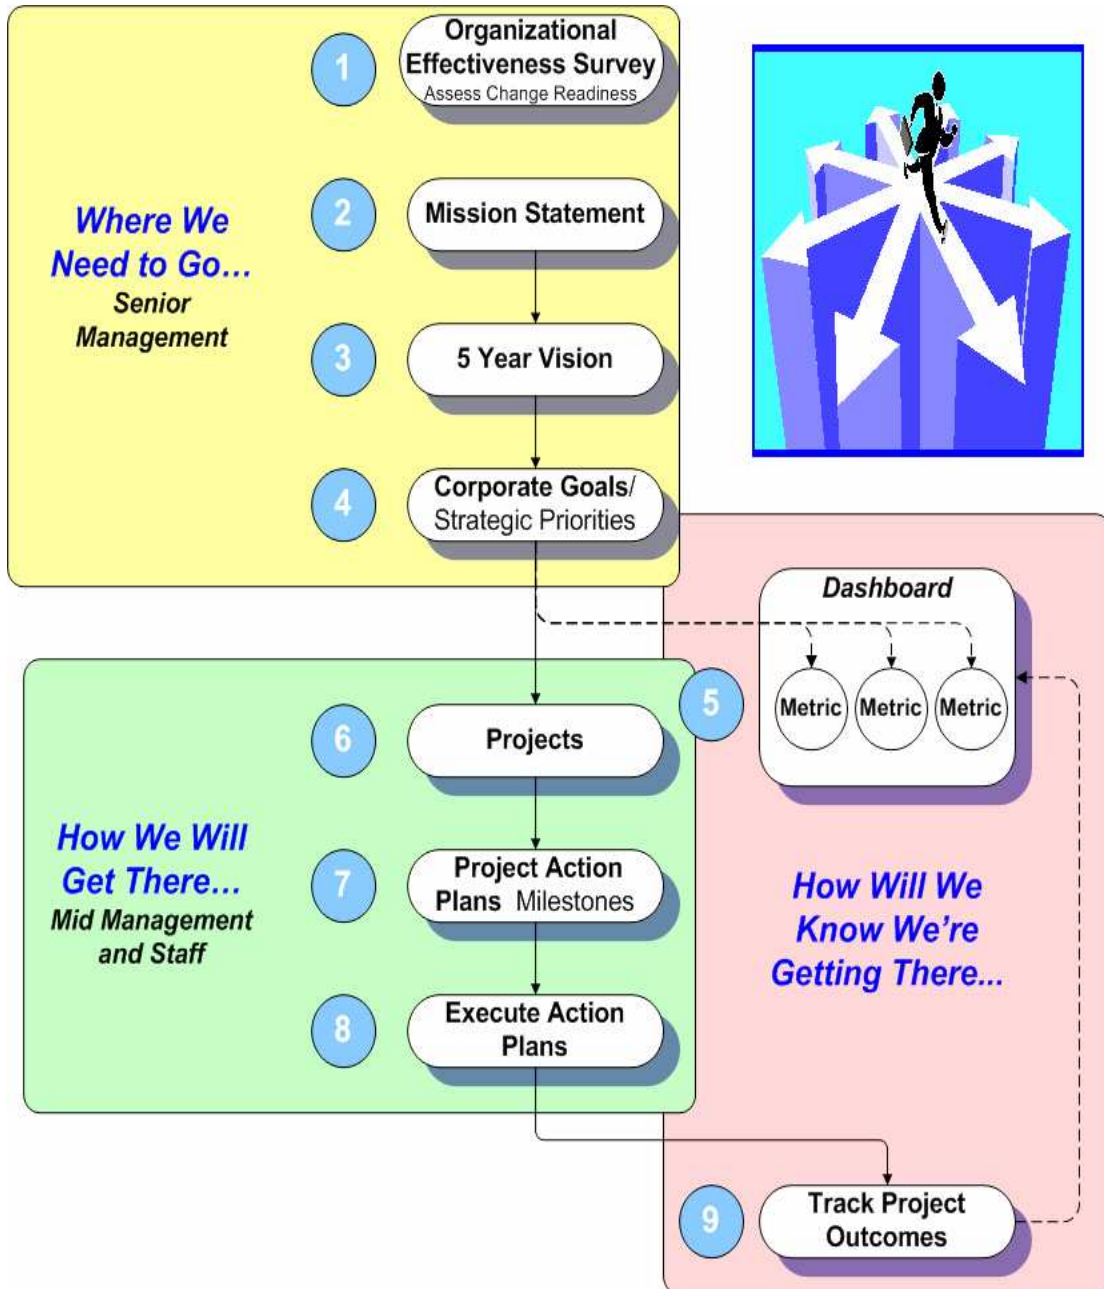 1
Organizational
Effectiveness Survey
Assess Change Readiness
Where We
Need to Go…
Senior
Management
2
Mission Statement
3
5 Year Vision
4
Corporate Goals/
Strategic Priorities
5
Dashboard
Metric
Metric
Metric
How We Will
Get There…
Mid Management
and Staff
6
Projects
7
Project Action
Plans Milestones
8
Execute Action
Plans
How Will We
Know We’re
Getting There...
9
Track Project
Outcomes